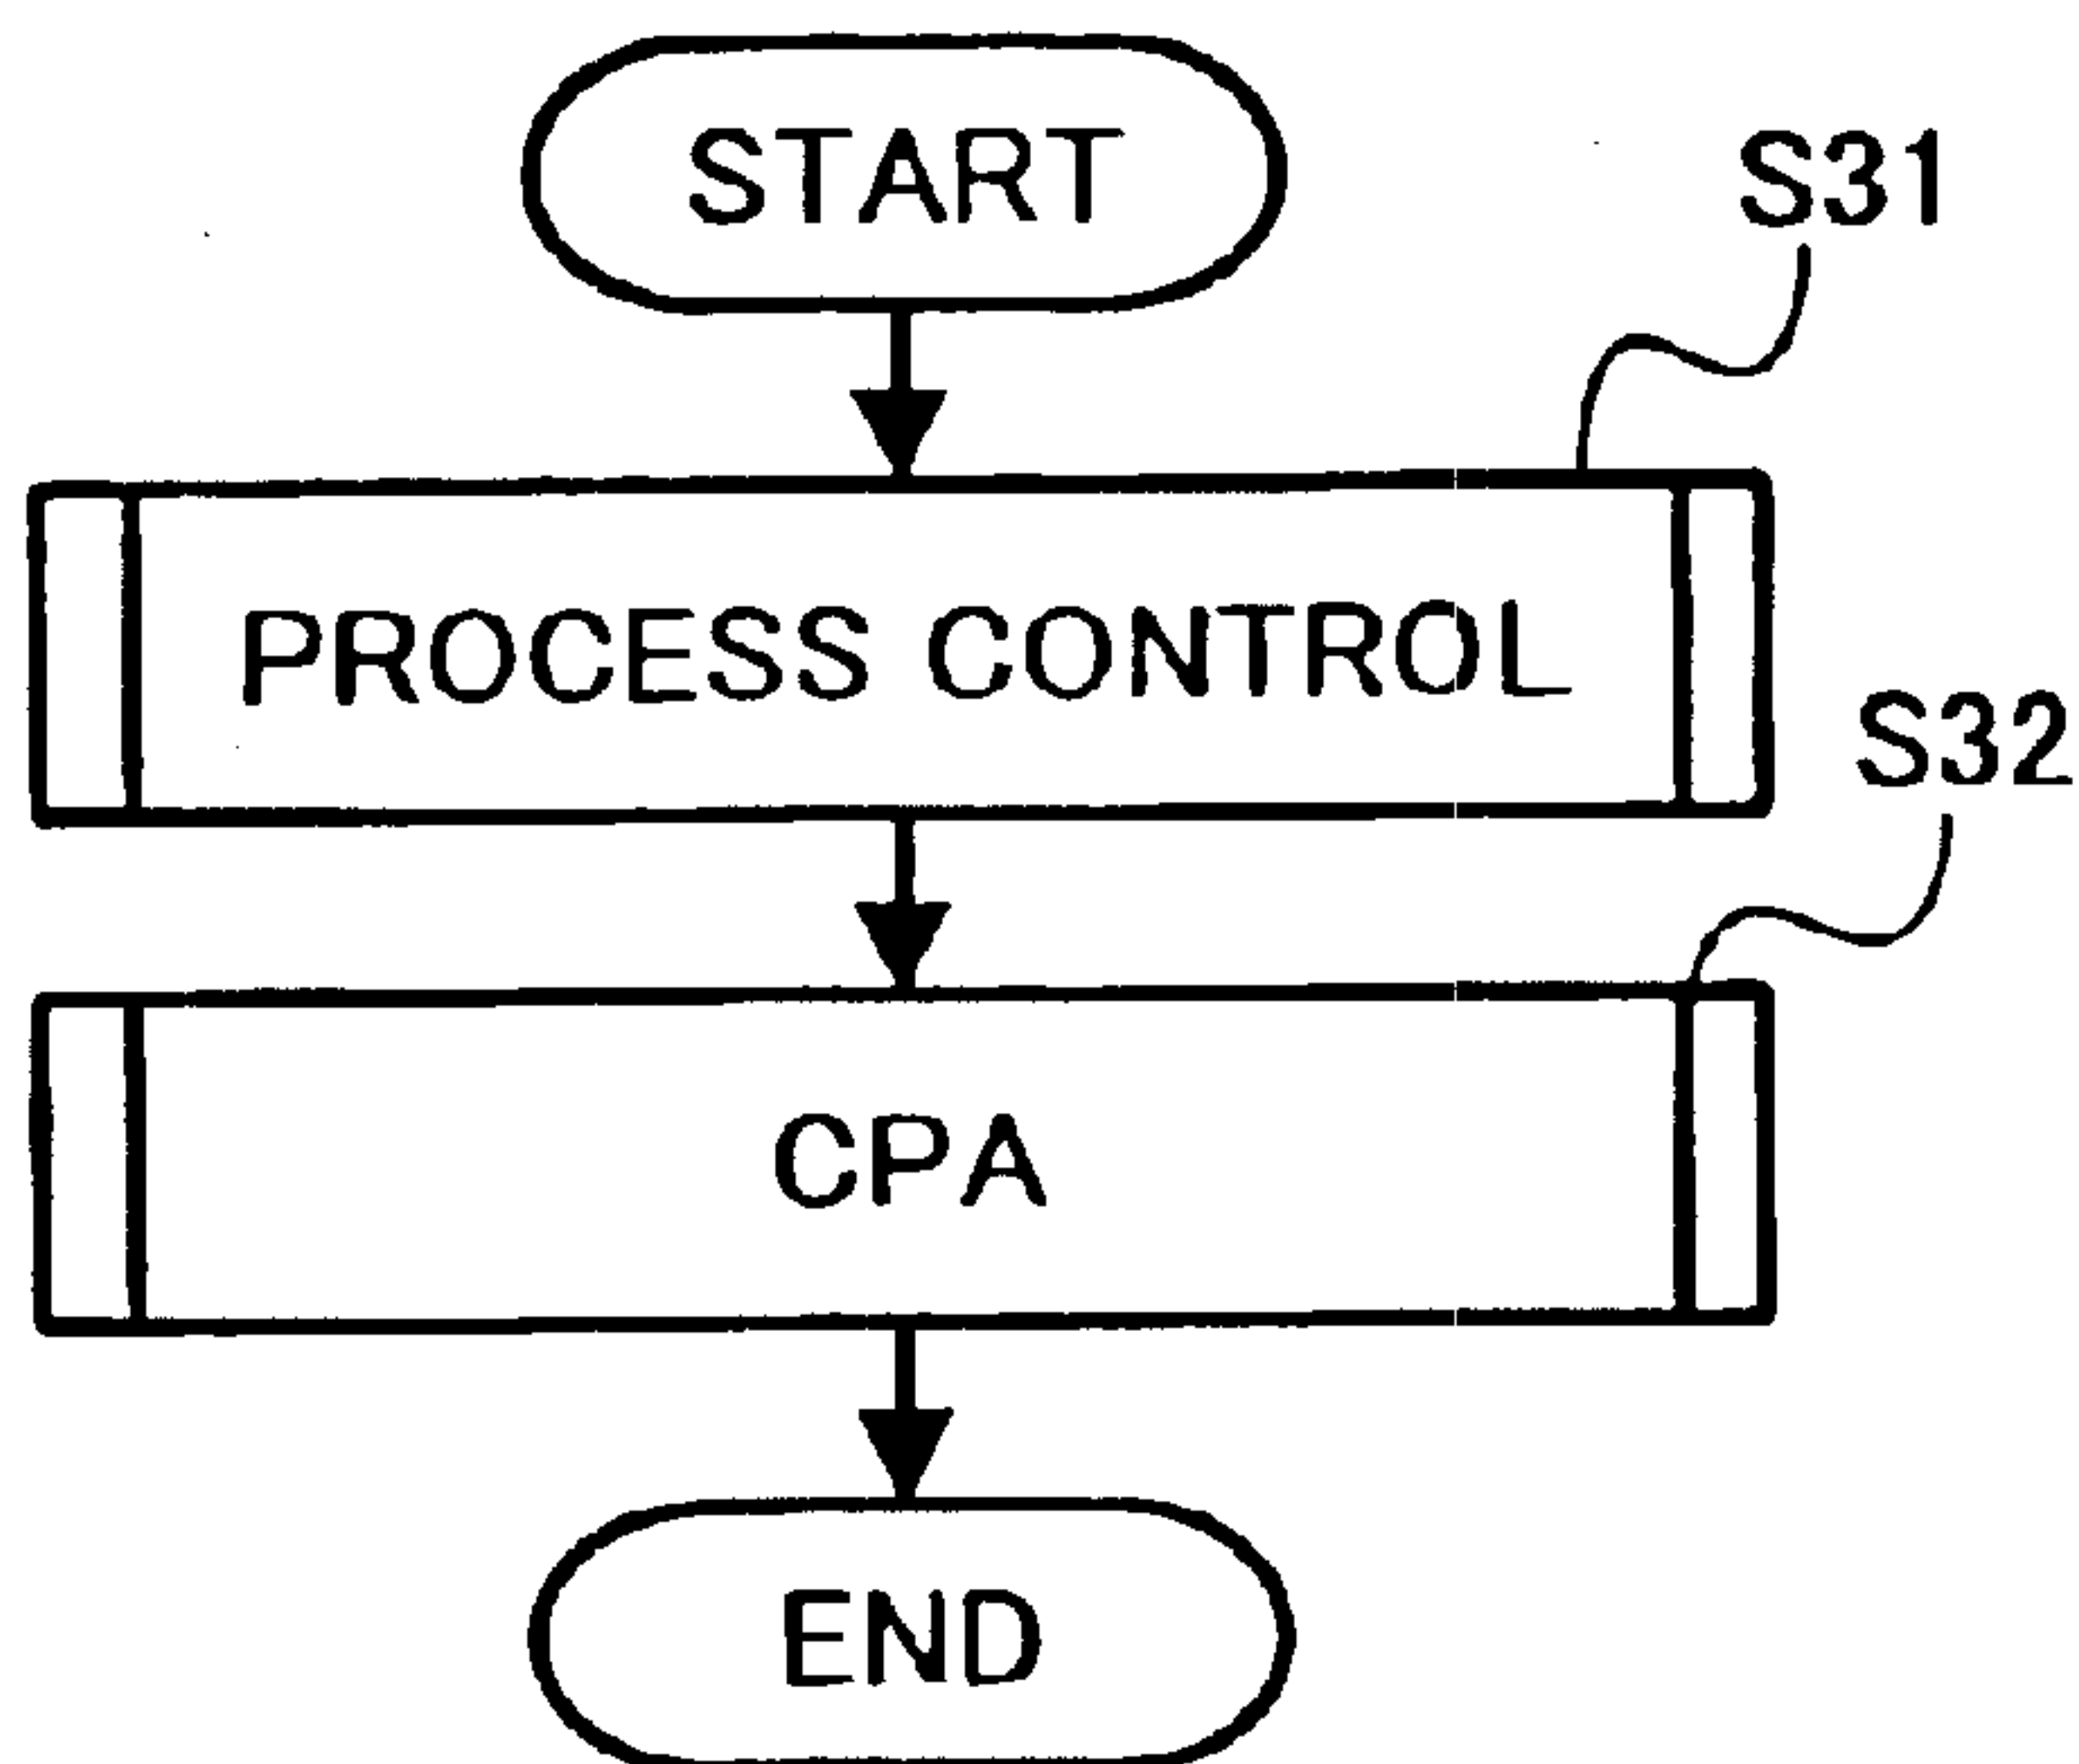 START
S31
PROCESS CONTROL
S32
CPA
END